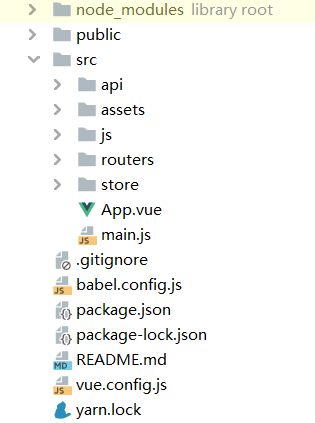 node_modules library root
public
src
api
assets
js
routers
store
App.vue
main.js
.gitignore
babel.config.js
package.json
package-lock.json
README.md
vue.config.js
yarn.lock